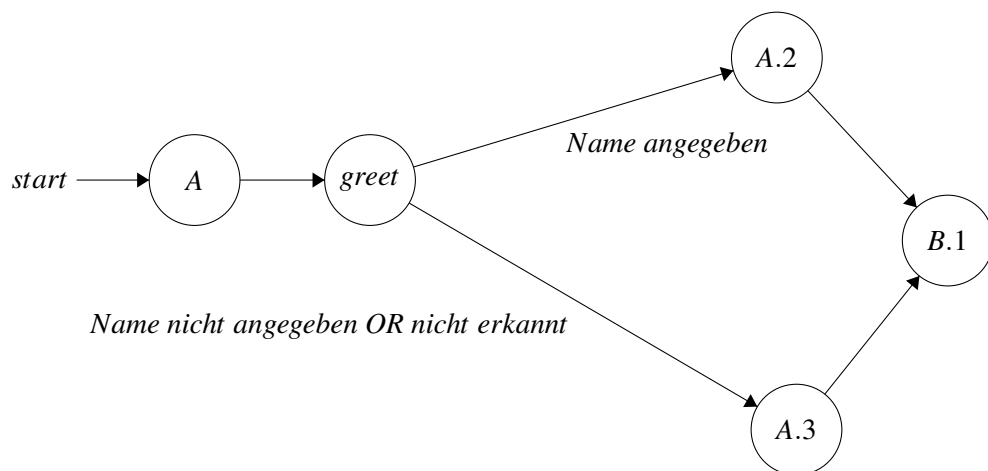 A.2
Name angegeben
start
A
greet
B.1
Name nicht angegeben OR nicht erkannt
A.3